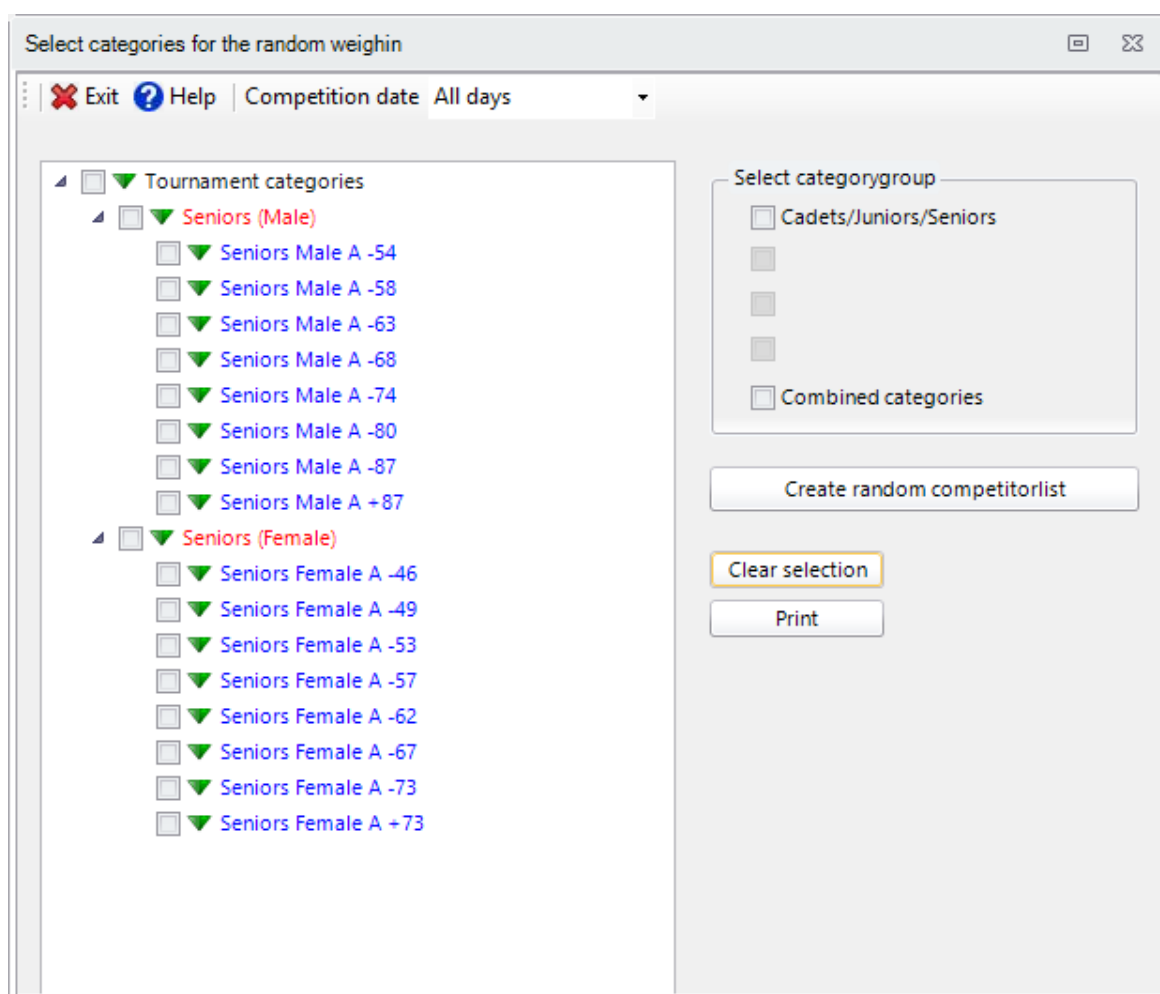 Select categories for the random weighin
Exit Help Competition date All days
Tournament categories
Seniors (Male)
Seniors Male A -54
Seniors Male A -58
Seniors Male A -63
Seniors Male A -68
Seniors Male A -74
Seniors Male A -80
Seniors Male A -87
Seniors Male A +87
Seniors (Female)
Seniors Female A -46
Seniors Female A -49
Seniors Female A -53
Seniors Female A -57
Seniors Female A -62
Seniors Female A -67
Seniors Female A -73
Seniors Female A +73
Select categorygroup
Cadets/Juniors/Seniors
Combined categories
Create random competitorlist
Clear selection
Print